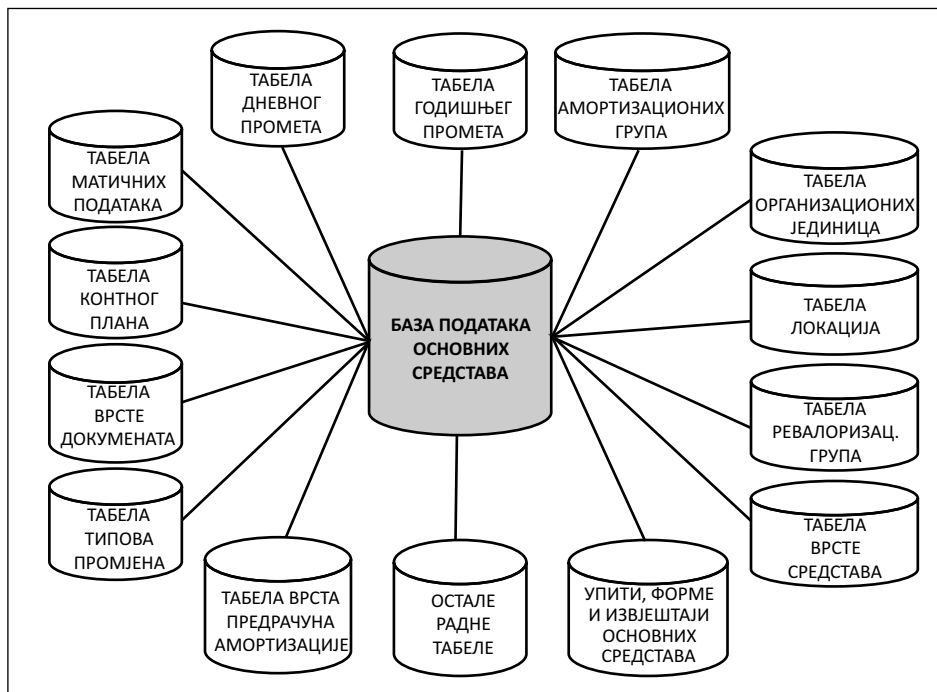 ТАБЕЛА
ДНЕВНОГ
ПРОМЕТА
ТАБЕЛА
ГОДИШЊЕГ
ПРОМЕТА
ТАБЕЛА
АМОРТИЗАЦИОНИХ
ГРУПА
ТАБЕЛА
МАТИЧНИХ
ПОДАТАКА
ТАБЕЛА
ОРГАНИЗАЦИОНИХ
ЈЕДИНИЦА
ТАБЕЛА
КОНТНОГ
ПЛАНА
БАЗА ПОДАТАКА
ОСНОВНИХ
СРЕДСТАВА
ТАБЕЛА
ЛОКАЦИЈА
ТАБЕЛА
ВРСТЕ
ДОКУМЕНАТА
ТАБЕЛА
РЕВАЛОРИЗАЦ.
ГРУПА
ТАБЕЛА
ТИПОВА
ПРОМЈЕНА
ТАБЕЛА
ВРСТЕ
СРЕДСТАВА
ТАБЕЛА ВРСТА
ПРЕДРАЧУНА
АМОРТИЗАЦИЈЕ
ОСТАЛЕ
РАДНЕ
ТАБЕЛЕ
УПИТИ, ФОРМЕ
И ИЗВЈЕШТАЈИ
ОСНОВНИХ
СРЕДСТАВА